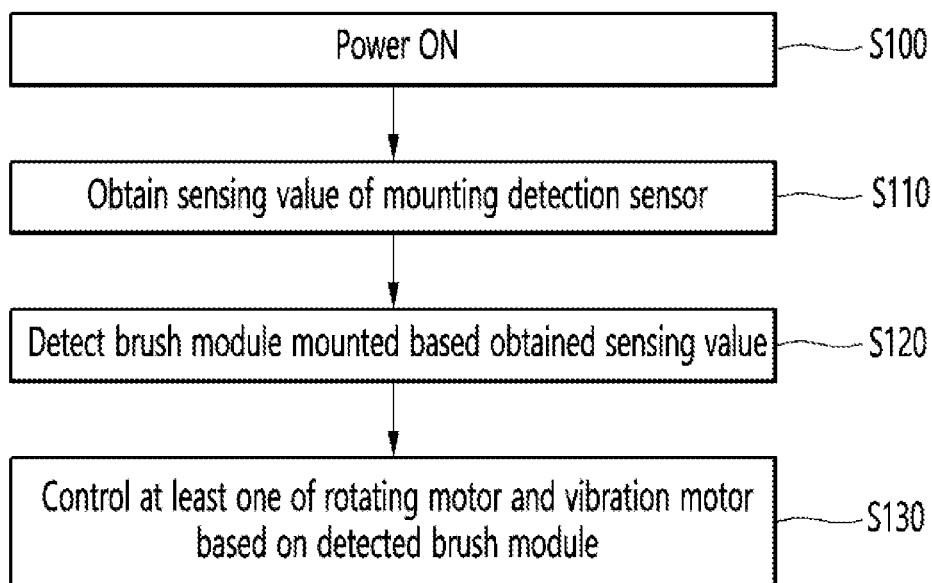 Power ON
S100
Obtain sensing value of mounting detection sensor
S110
Detect brush module mounted based obtained sensing value
S120
Control at least one of rotating motor and vibration motor
based on detected brush module
S130